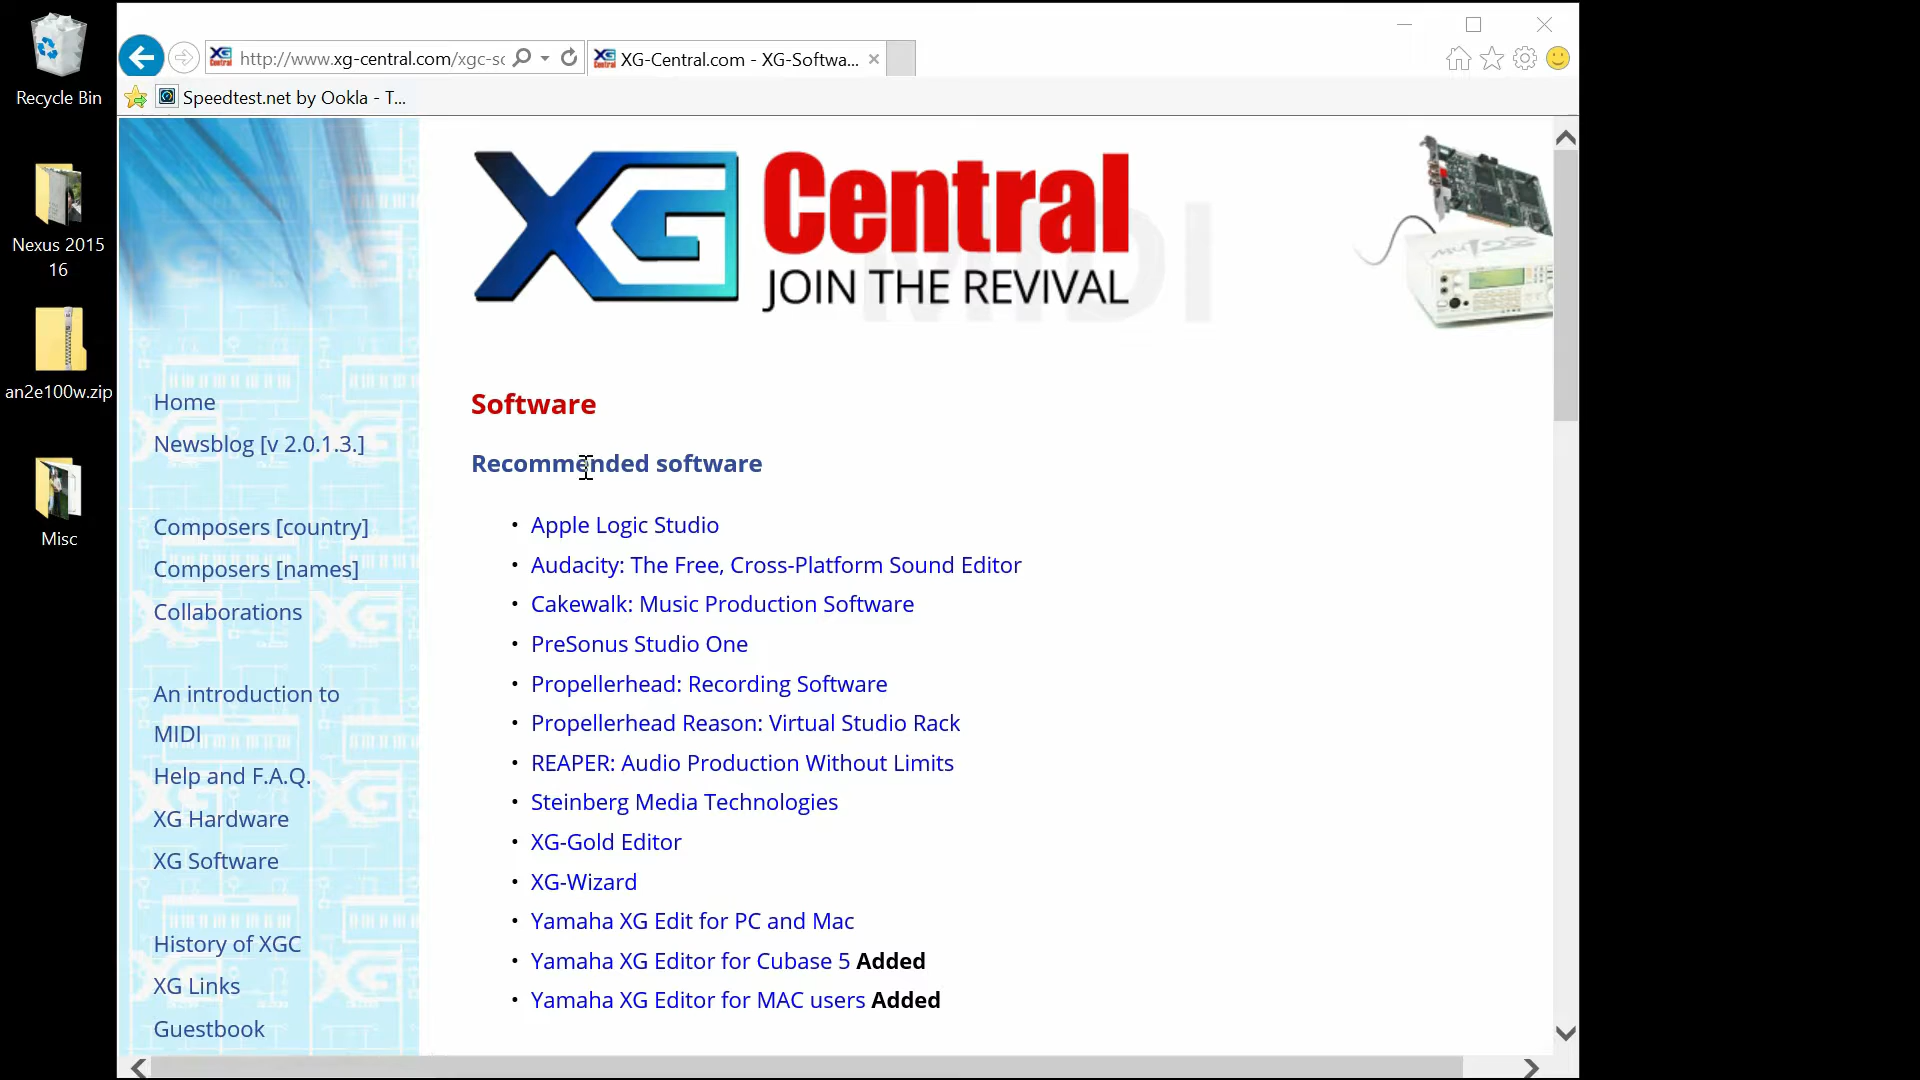 Recycle Bin
Nexus 2015
16
an2e100w.zip
Misc
http://www.xg-central.com/xgc-sc
XG-Central.com - XG-Softwa...
Speedtest.net by Ookla - T...
XG Central
JOIN THE REVIVAL
MIDI
MU128
Home
Newsblog [v 2.0.1.3.]
Composers [country]
Composers [names]
Collaborations
An introduction to
MIDI
Help and F.A.Q.
XG Hardware
XG Software
History of XGC
XG Links
Guestbook
Software
Recommended software
• Apple Logic Studio
• Audacity: The Free, Cross-Platform Sound Editor
• Cakewalk: Music Production Software
• PreSonus Studio One
• Propellerhead: Recording Software
• Propellerhead Reason: Virtual Studio Rack
• REAPER: Audio Production Without Limits
• Steinberg Media Technologies
• XG-Gold Editor
• XG-Wizard
• Yamaha XG Edit for PC and Mac
• Yamaha XG Editor for Cubase 5 Added
• Yamaha XG Editor for MAC users Added